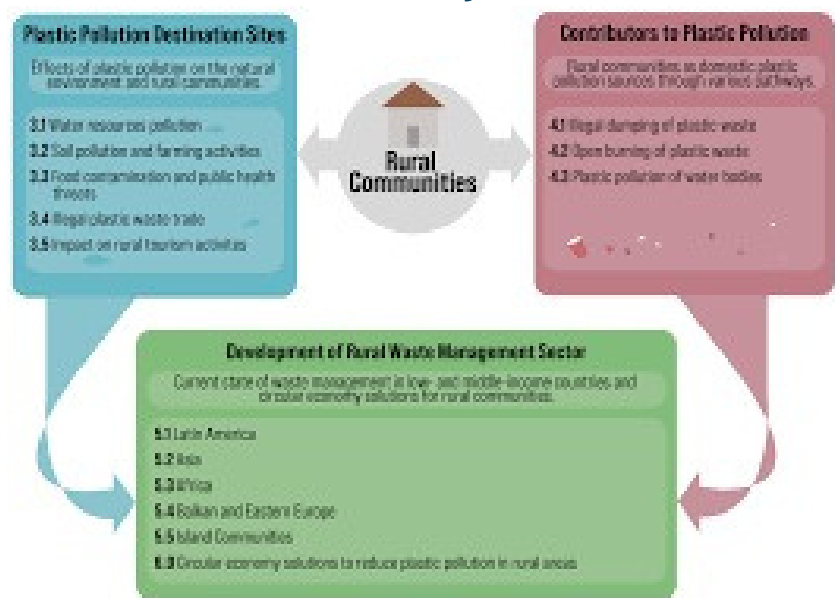 Plastic Pollution Destination Sites
Effects of plastic pollution on the natural
environment and rural communities.
3.1 Water resources pollution
3.2 Soil pollution and farming activities
3.3 Food contamination and public health
threats
3.4 Illegal plastic waste trade
3.5 Impact on rural tourism activities
Rural
Communities
Contributors to Plastic Pollution
Rural communities as domestic plastic
pollution sources through various pathways.
4.1 Illegal dumping of plastic waste
4.2 Open burning of plastic waste
4.3 Plastic pollution of water bodies
Development of Rural Waste Management Sector
Current state of waste management in low- and middle-income countries and
circular economy solutions for rural communities.
5.1 Latin America
5.2 Asia
5.3 Africa
5.4 Balkan and Eastern Europe
5.5 Island Communities
Circular economy solutions to reduce plastic pollution in rural areas